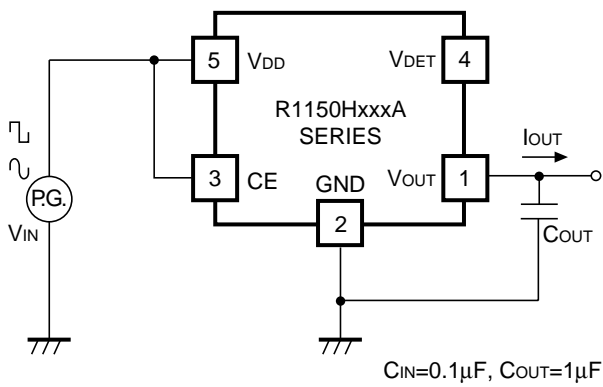 5
VDD
VDET
4
R1150HxxxA
SERIES
IOUT
3
CE
GND
VOUT
1
P.G.
VIN
2
COUT
CIN=0.1μF, COUT=1μF